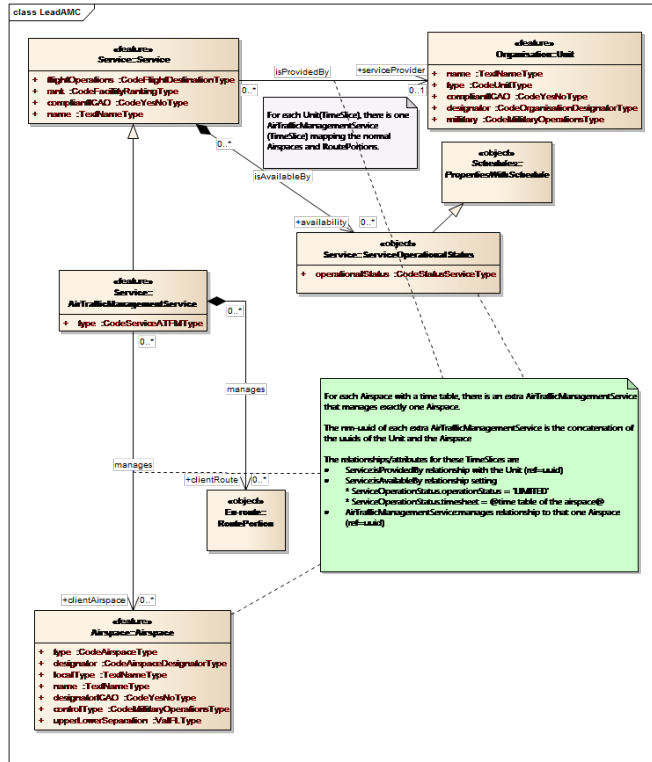 class LeadAMC
«feature»
Service::Service
+ flightOperations :CodeFlightDestinationType
+ rank :CodeFacilityRankingType
+ compliantICAO :CodeYesNoType
+ name :TextNameType
isProvidedBy
+serviceProvider
0..*
0..1
«feature»
Organisation::Unit
+ name :TextNameType
+ type :CodeUnitType
+ compliantICAO :CodeYesNoType
+ designator :CodeOrganisationDesignatorType
+ military :CodeMilitaryOperationsType
For each Unit(TimeSlice), there is one
AirTrafficManagementService
(TimeSlice) mapping the normal
Airspaces and RoutePortions.
0..*
isAvailableBy
+availability
0..*
«object»
Schedules::
PropertiesWithSchedule
«object»
Service::ServiceOperationalStatus
+ operationalStatus :CodeStatusServiceType
«feature»
Service::
AirTrafficManagementService
+ type :CodeServiceATFMType
0..*
0..*
manages
manages
+clientRoute
0..*
«object»
En-route::
RoutePortion
For each Airspace with a time table, there is an extra AirTrafficManagementService
that manages exactly one Airspace.
The nm-uuid of each extra AirTrafficManagementService is the concatenation of
the uuids of the Unit and the Airspace
The relationships/attributes for these TimeSlices are
Service:isProvidedBy relationship with the Unit (ref=uuid)
Service:isAvailableBy relationship setting
* ServiceOperationStatus.operationStatus = 'LIMITED'
* ServiceOperationStatus.timesheet = @time table of the airspace@
AirTrafficManagementService:manages relationship to that one Airspace
(ref=uuid)
+clientAirspace
0..*
«feature»
Airspace::Airspace
+ type :CodeAirspaceType
+ designator :CodeAirspaceDesignatorType
+ localType :TextNameType
+ name :TextNameType
+ designatorICAO :CodeYesNoType
+ controlType :CodeMilitaryOperationsType
+ upperLowerSeparation :ValFLType